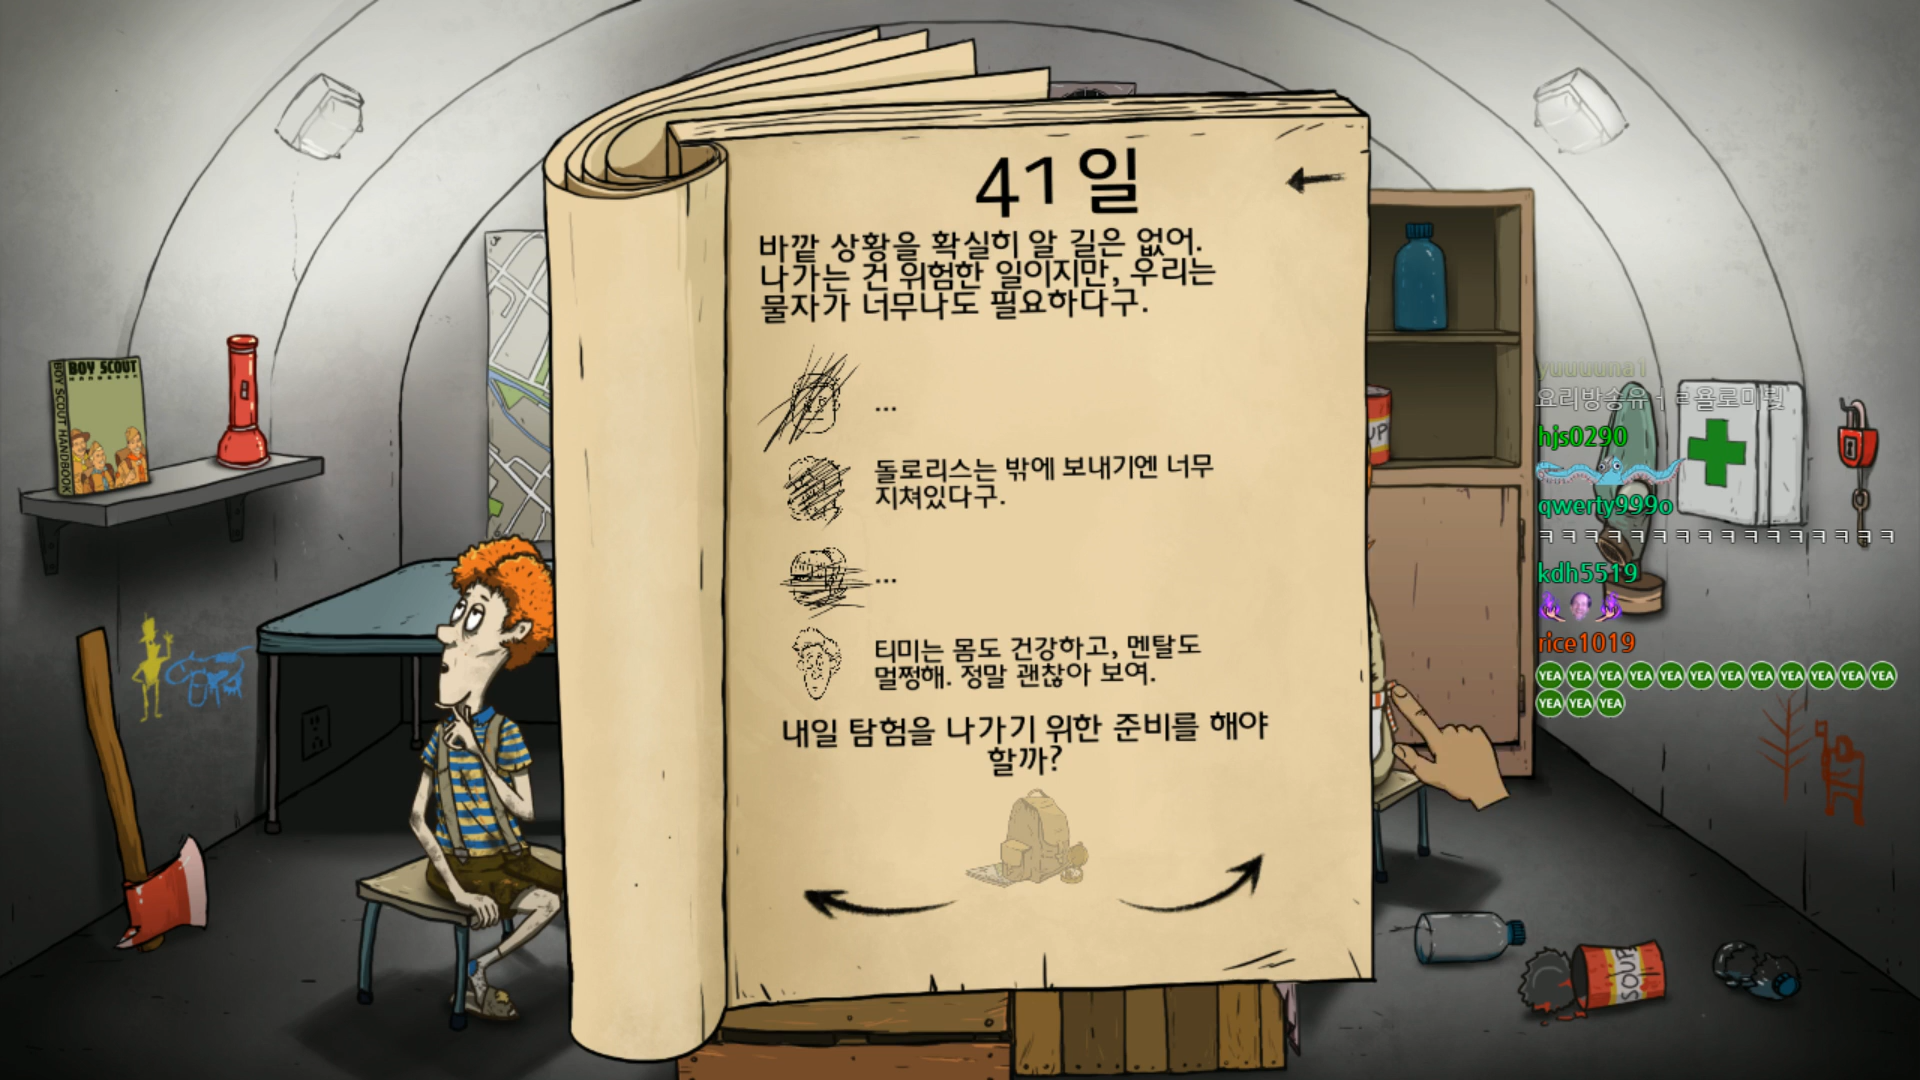 41일
바깥 상황을 확실히 알 길은 없어.
나가는 건 위험한 일이지만, 우리는
물자가 너무나도 필요하다구.
...
돌로리스는 밖에 보내기엔 너무
지쳐있다구.
...
티미는 몸도 건강하고, 멘탈도
멀쩡해. 정말 괜찮아 보여.
내일 탐험을 나가기 위한 준비를 해야
할까?
BOY SCOUT
HANDBOOK
BOY SCOUT HANDBOOK
SOUP
yuuuuna1
hjs0290
qwerty999o
ㅋㅋㅋㅋㅋㅋㅋㅋㅋㅋㅋㅋㅋㅋㅋㅋ
kdh5519
rice1019
YEA YEA YEA YEA YEA YEA YEA YEA YEA YEA YEA YEA
YEA YEA YEA